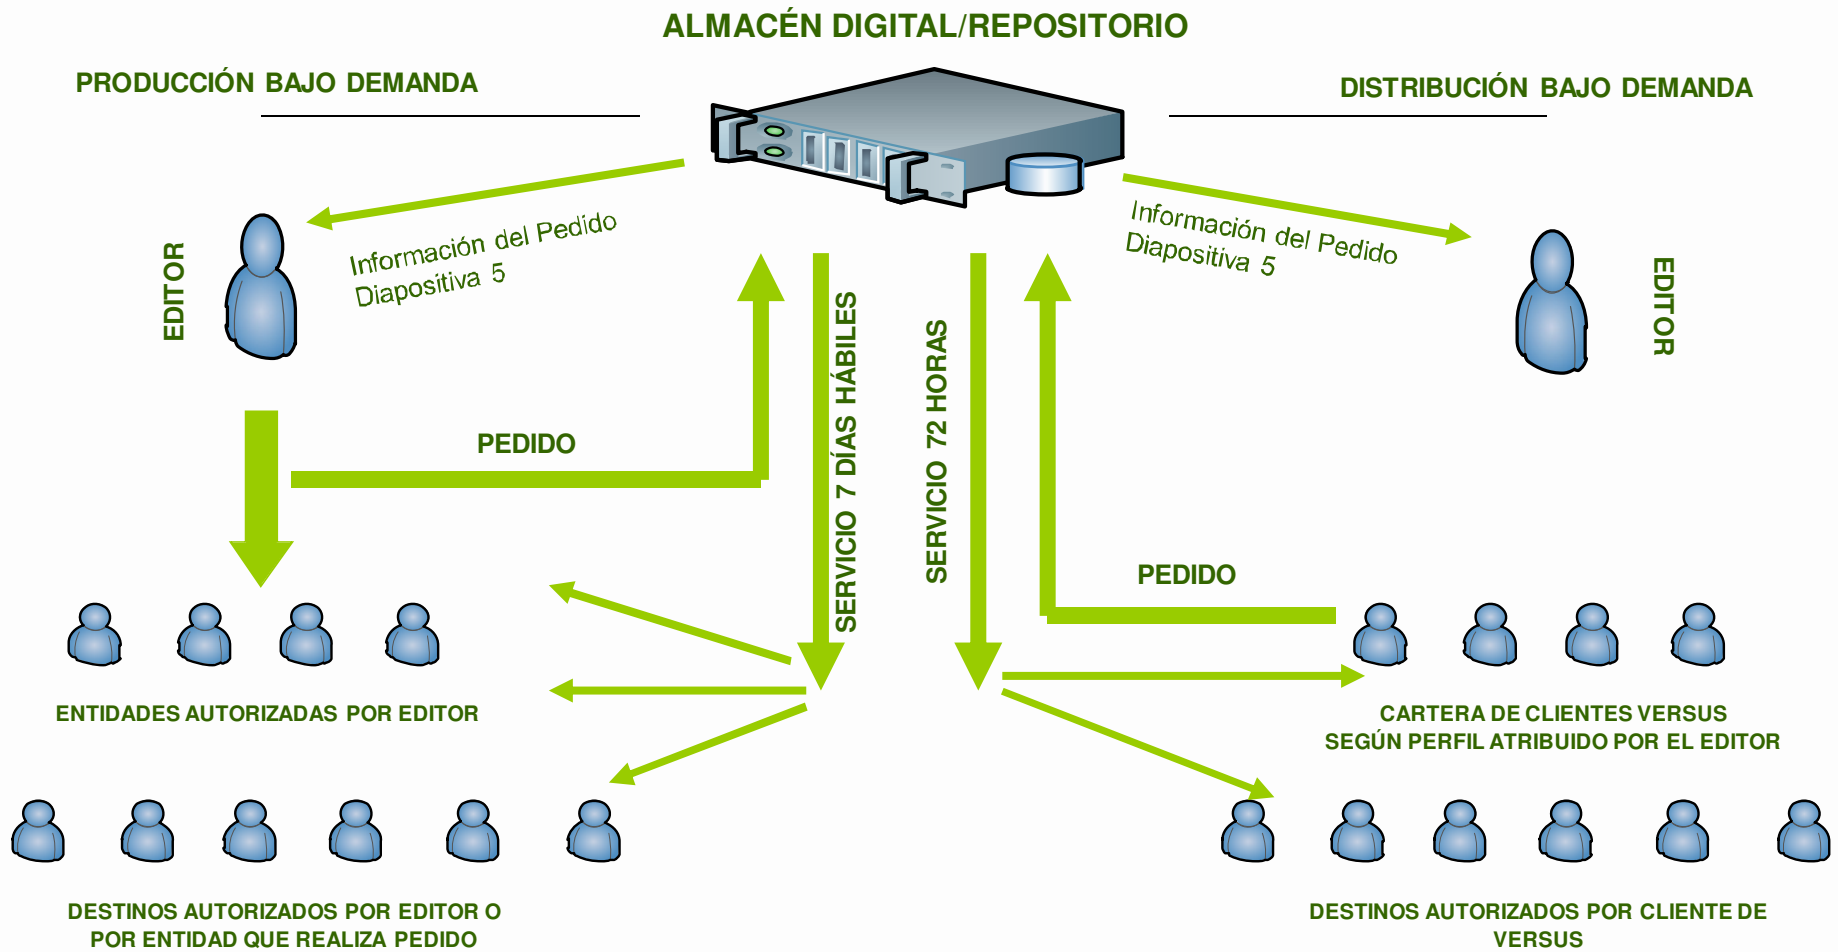 ALMACÉN DIGITAL/REPOSITORIO
PRODUCCIÓN BAJO DEMANDA
DISTRIBUCIÓN BAJO DEMANDA
EDITOR
Información del Pedido
Diapositiva 5
Información del Pedido
Diapositiva 5
EDITOR
PEDIDO
SERVICIO 7 DÍAS HÁBILES
SERVICIO 72 HORAS
PEDIDO
ENTIDADES AUTORIZADAS POR EDITOR
CARTERA DE CLIENTES VERSUS
SEGÚN PERFIL ATRIBUIDO POR EL EDITOR
DESTINOS AUTORIZADOS POR EDITOR O
POR ENTIDAD QUE REALIZA PEDIDO
DESTINOS AUTORIZADOS POR CLIENTE DE
VERSUS